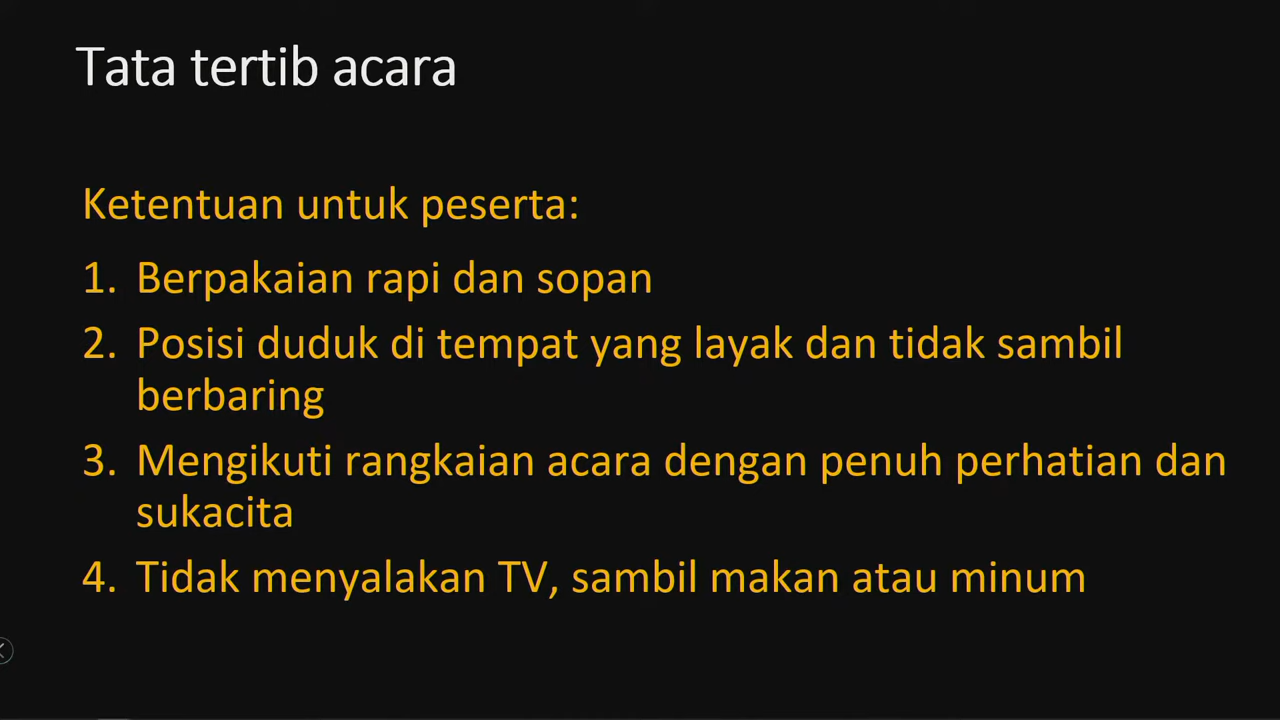 Tata tertib acara
Ketentuan untuk peserta:
1. Berpakaian rapi dan sopan
2. Posisi duduk di tempat yang layak dan tidak sambil
berbaring
3. Mengikuti rangkaian acara dengan penuh perhatian dan
sukacita
4. Tidak menyalakan TV, sambil makan atau minum